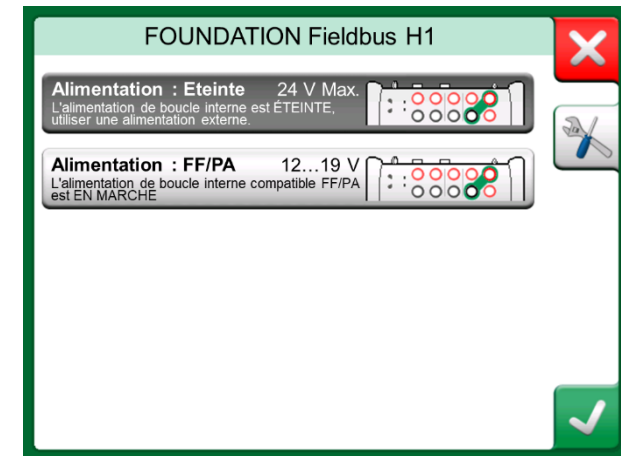 FOUNDATION Fieldbus H1
Alimentation : Eteinte 24 V Max.
L'alimentation de boucle interne est ÉTEINTE,
utiliser une alimentation externe.
Alimentation : FF/PA 12...19 V
L'alimentation de boucle interne compatible FF/PA
est EN MARCHE